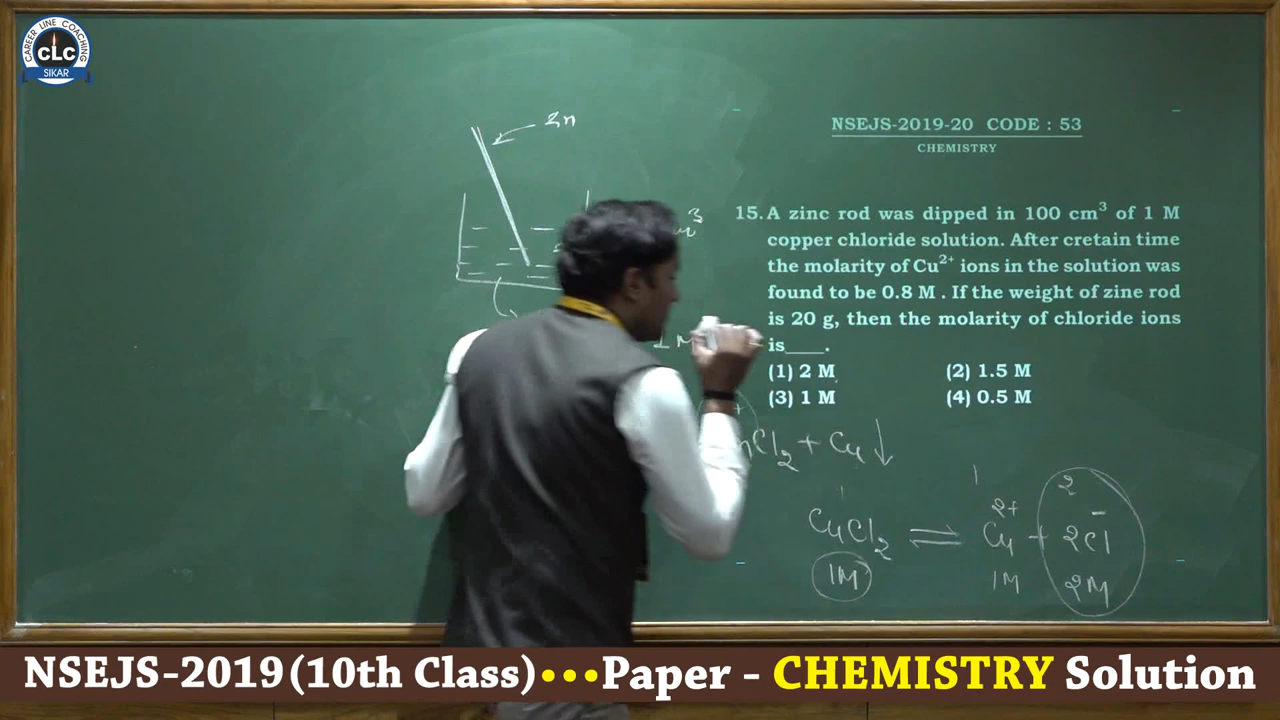 CAREER LINE COACHING
CLC
SIKAR
NSEJS-2019-20 CODE : 53
CHEMISTRY
15. A zinc rod was dipped in 100 cm³ of 1 M
copper chloride solution. After cretain time
the molarity of Cu²⁺ ions in the solution was
found to be 0.8 M . If the weight of zine rod
is 20 g, then the molarity of chloride ions
is____.
(1) 2 M (2) 1.5 M
(3) 1 M (4) 0.5 M
Zn
1 M
Cl₂ + Cu ↓
1 2
CuCl₂ ⇌ Cu²⁺ + 2Cl⁻
1M 1M 2M
NSEJS-2019(10th Class)•••Paper - CHEMISTRY Solution